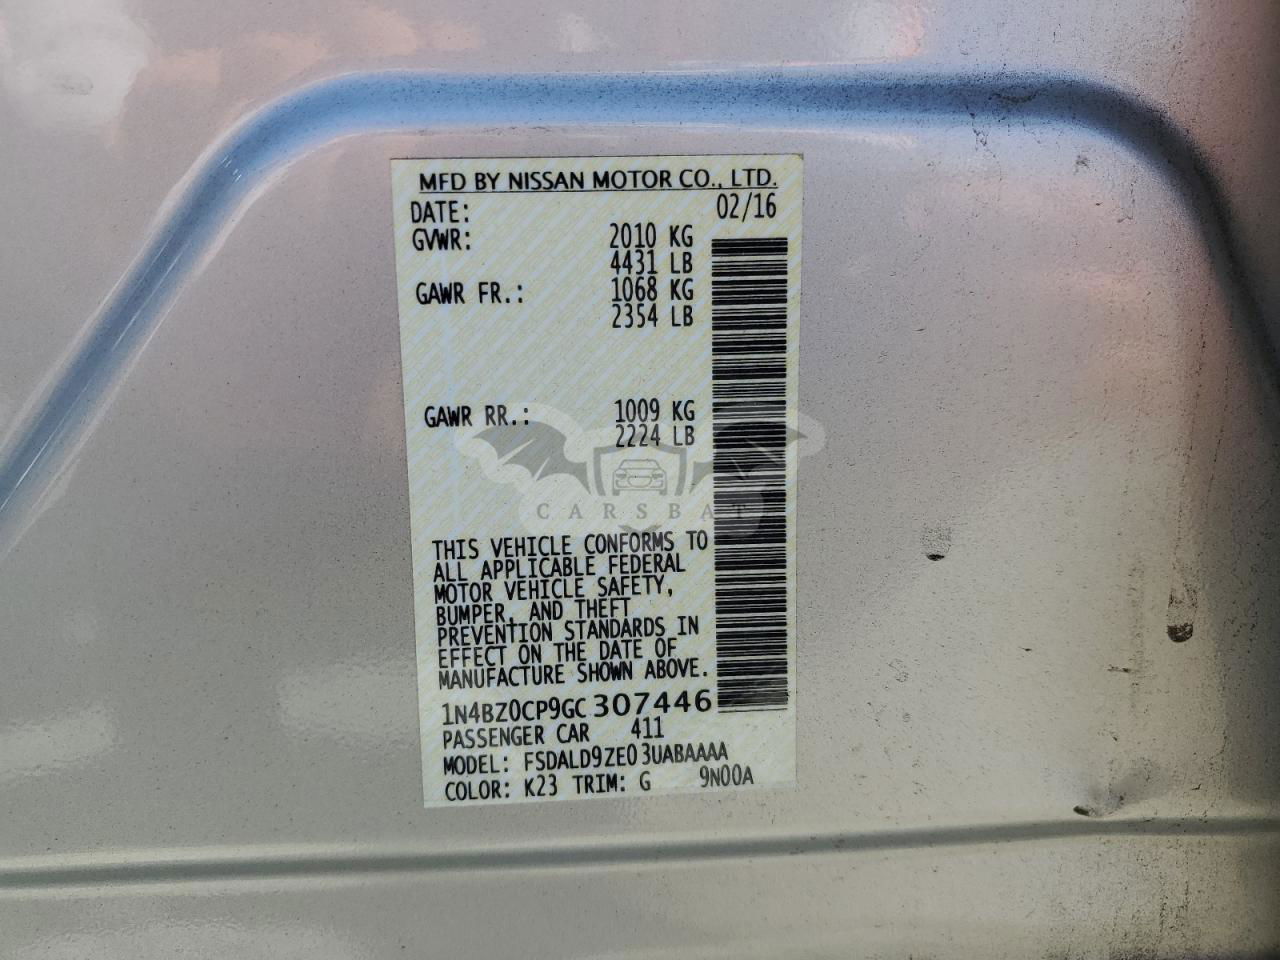 MFD BY NISSAN MOTOR CO., LTD.
DATE: 02/16
GVWR: 2010 KG
4431 LB
GAWR FR.: 1068 KG
2354 LB
GAWR RR.: 1009 KG
2224 LB
CARSBAT
THIS VEHICLE CONFORMS TO
ALL APPLICABLE FEDERAL
MOTOR VEHICLE SAFETY,
BUMPER, AND THEFT
PREVENTION STANDARDS IN
EFFECT ON THE DATE OF
MANUFACTURE SHOWN ABOVE.
1N4BZ0CP9GC307446
PASSENGER CAR 411
MODEL: FSDALD9ZE0 3UABAAAA
COLOR: K23 TRIM: G 9N00A